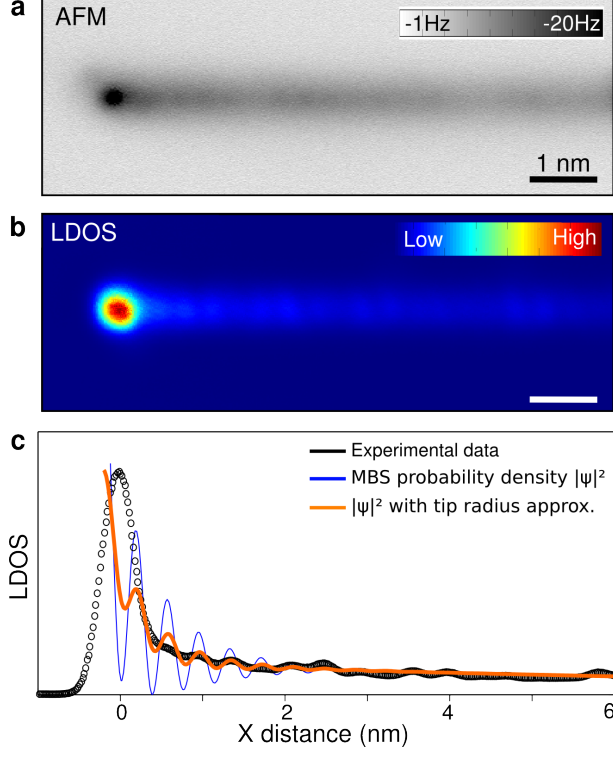 a
AFM
-1Hz
-20Hz
1 nm
b
LDOS
Low
High
c
Experimental data
MBS probability density |ψ|²
|ψ|² with tip radius approx.
LDOS
0
2
4
6
X distance (nm)